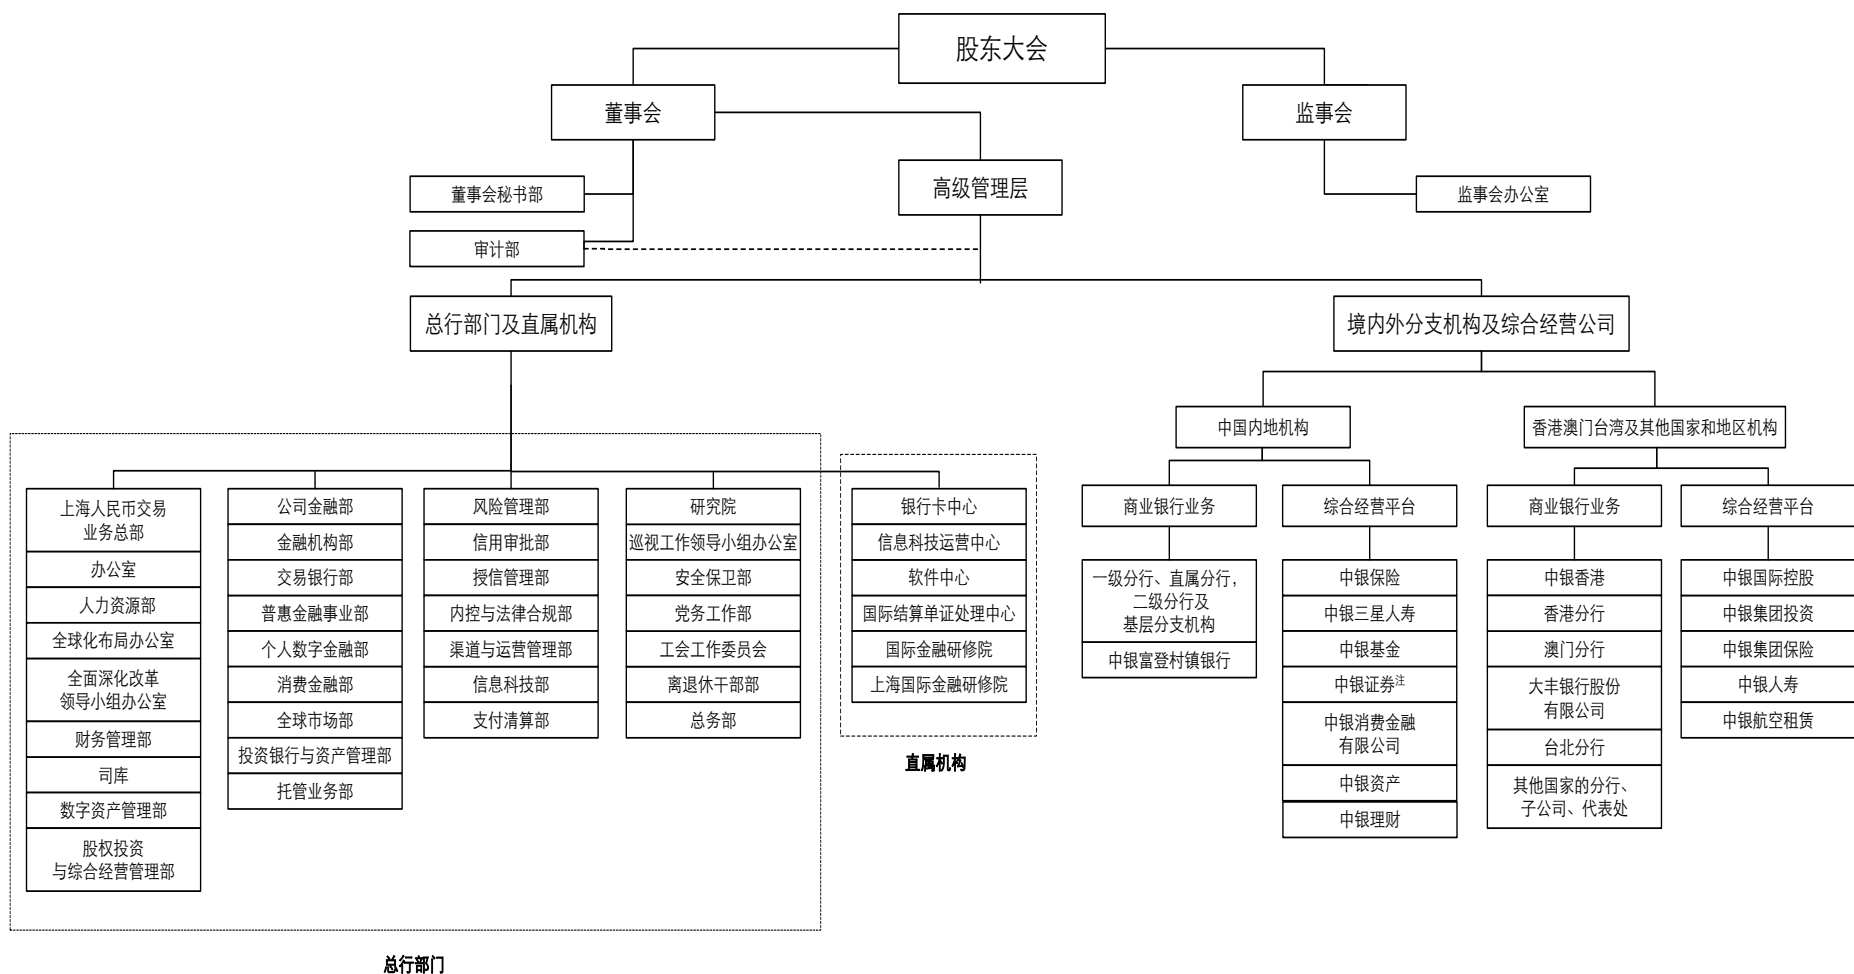 股东大会
董事会
监事会
高级管理层
董事会秘书部
监事会办公室
审计部
总行部门及直属机构
境内外分支机构及综合经营公司
中国内地机构
香港澳门台湾及其他国家和地区机构
上海人民币交易
业务总部
办公室
人力资源部
全球化布局办公室
全面深化改革
领导小组办公室
财务管理部
司库
数字资产管理部
股权投资
与综合经营管理部
公司金融部
金融机构部
交易银行部
普惠金融事业部
个人数字金融部
消费金融部
全球市场部
投资银行与资产管理部
托管业务部
风险管理部
信用审批部
授信管理部
内控与法律合规部
渠道与运营管理部
信息科技部
支付清算部
研究院
巡视工作领导小组办公室
安全保卫部
党务工作部
工会工作委员会
离退休干部部
总务部
总行部门
银行卡中心
信息科技运营中心
软件中心
国际结算单证处理中心
国际金融研修院
上海国际金融研修院
直属机构
商业银行业务
一级分行、直属分行，
二级分行及
基层分支机构
中银富登村镇银行
综合经营平台
中银保险
中银三星人寿
中银基金
中银证券注
中银消费金融
有限公司
中银资产
中银理财
商业银行业务
中银香港
香港分行
澳门分行
大丰银行股份
有限公司
台北分行
其他国家的分行、
子公司、代表处
综合经营平台
中银国际控股
中银集团投资
中银集团保险
中银人寿
中银航空租赁